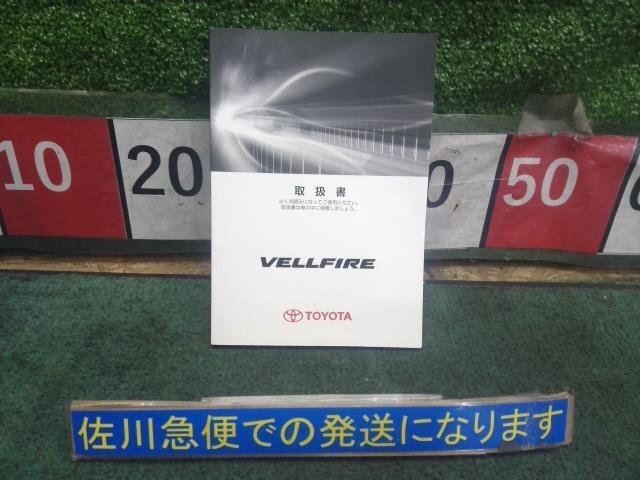 10
20
50
取扱書
よくお読みになってご使用ください。
取扱書は車の中に保管しましょう。
VELLFIRE
TOYOTA
佐川急便での発送になります